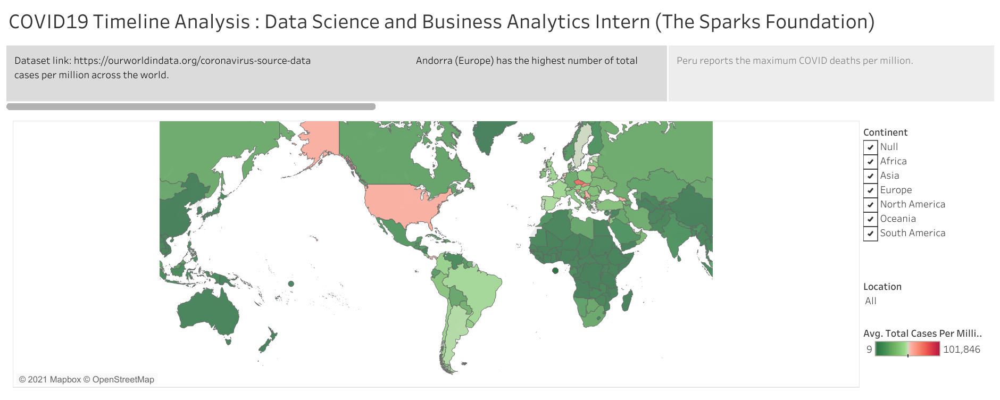 COVID19 Timeline Analysis : Data Science and Business Analytics Intern (The Sparks Foundation)
Dataset link: https://ourworldindata.org/coronavirus-source-data Andorra (Europe) has the highest number of total
cases per million across the world.
Peru reports the maximum COVID deaths per million.
Continent
Null
Africa
Asia
Europe
North America
Oceania
South America
Location
All
Avg. Total Cases Per Milli..
9 101,846
© 2021 Mapbox © OpenStreetMap